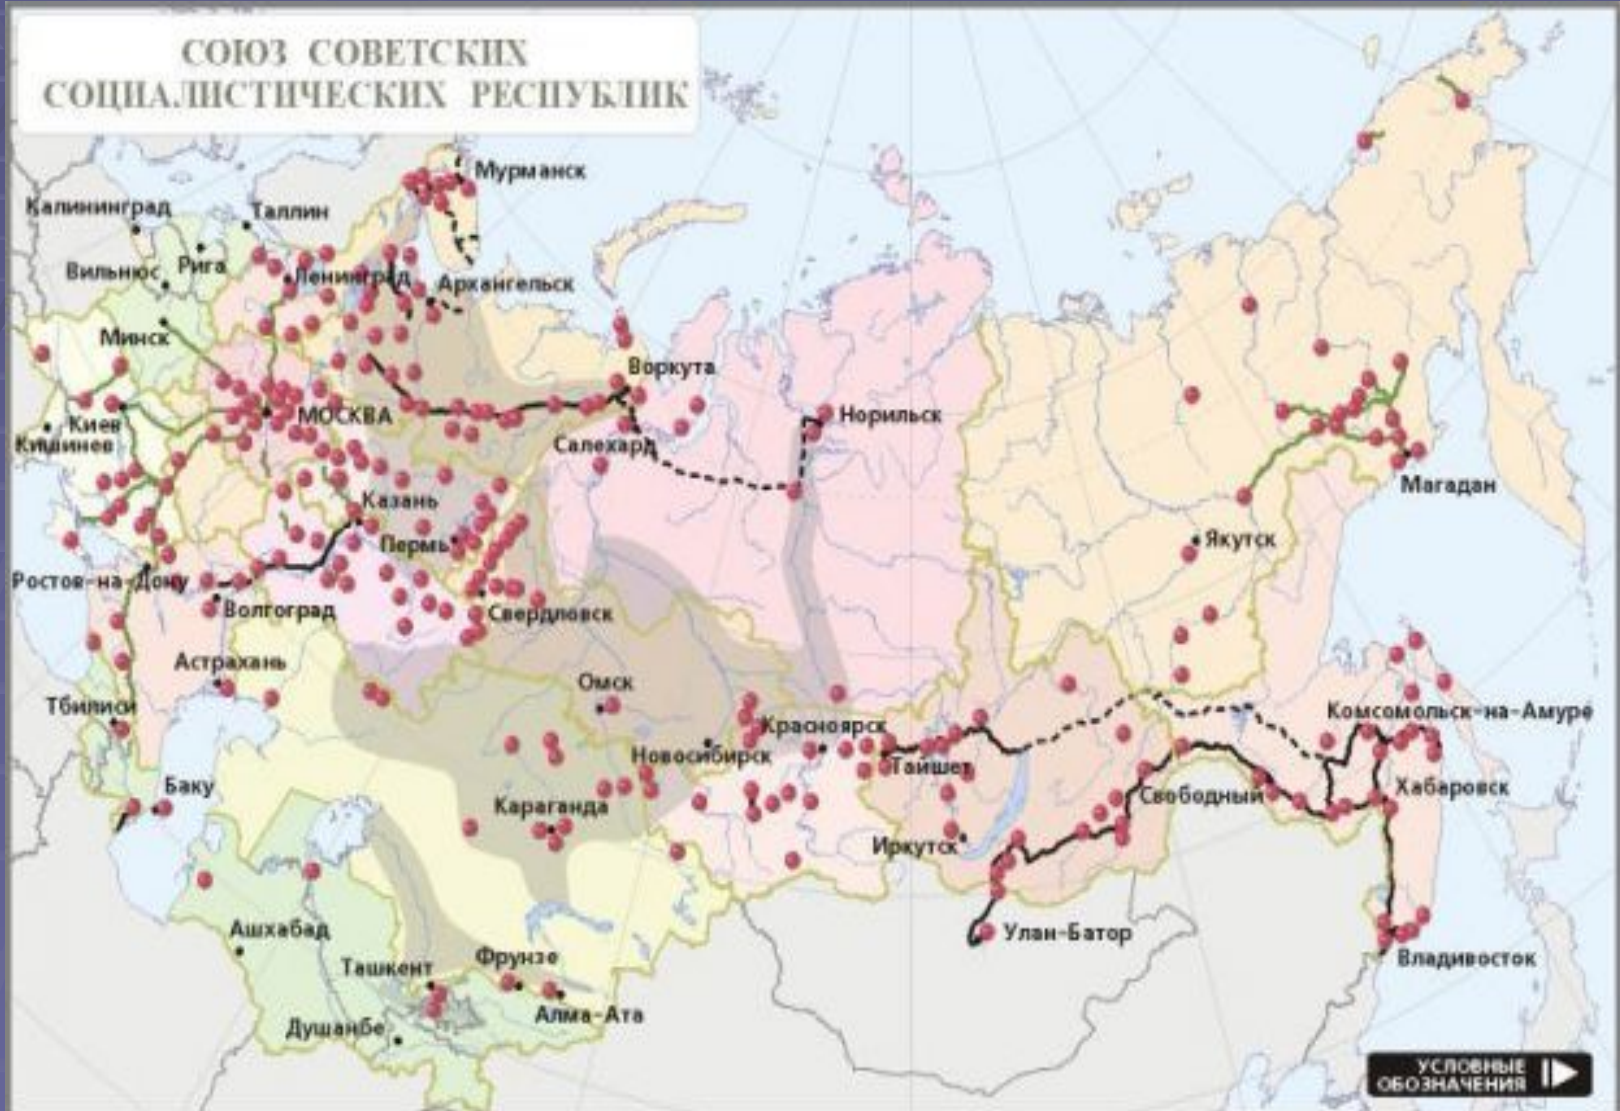 СОЮЗ СОВЕТСКИХ
СОЦИАЛИСТИЧЕСКИХ РЕСПУБЛИК
Мурманск
Калининград
Таллин
Вильнюс
Рига
Ленинград
Архангельск
Минск
Воркута
Киев
МОСКВА
Норильск
Кишинев
Салехард
Магадан
Казань
Пермь
Якутск
Ростов-на-Дону
Волгоград
Свердловск
Астрахань
Омск
Тбилиси
Красноярск
Комсомольск-на-Амуре
Новосибирск
Тайшет
Баку
Караганда
Свободный
Хабаровск
Иркутск
Ашхабад
Улан-Батор
Фрунзе
Ташкент
Владивосток
Алма-Ата
Душанбе
УСЛОВНЫЕ
ОБОЗНАЧЕНИЯ